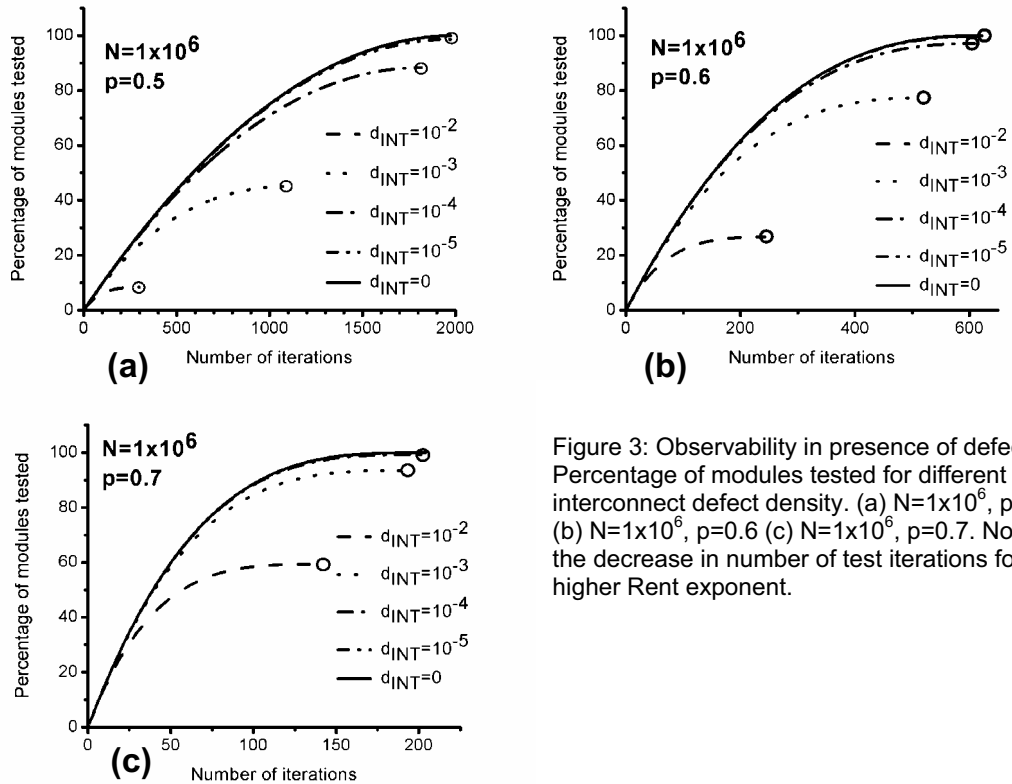 N=1x10^6
p=0.5
Percentage of modules tested
100
80
60
40
20
0
d_INT=10^-2
d_INT=10^-3
d_INT=10^-4
d_INT=10^-5
d_INT=0
0 500 1000 1500 2000
Number of iterations
(a)
N=1x10^6
p=0.6
Percentage of modules tested
100
80
60
40
20
0
d_INT=10^-2
d_INT=10^-3
d_INT=10^-4
d_INT=10^-5
d_INT=0
0 200 400 600
Number of iterations
(b)
N=1x10^6
p=0.7
Percentage of modules tested
100
80
60
40
20
0
d_INT=10^-2
d_INT=10^-3
d_INT=10^-4
d_INT=10^-5
d_INT=0
0 50 100 150 200
Number of iterations
(c)
Figure 3: Observability in presence of defe
Percentage of modules tested for different
interconnect defect density. (a) N=1x10^6, p
(b) N=1x10^6, p=0.6 (c) N=1x10^6, p=0.7. No
the decrease in number of test iterations fo
higher Rent exponent.